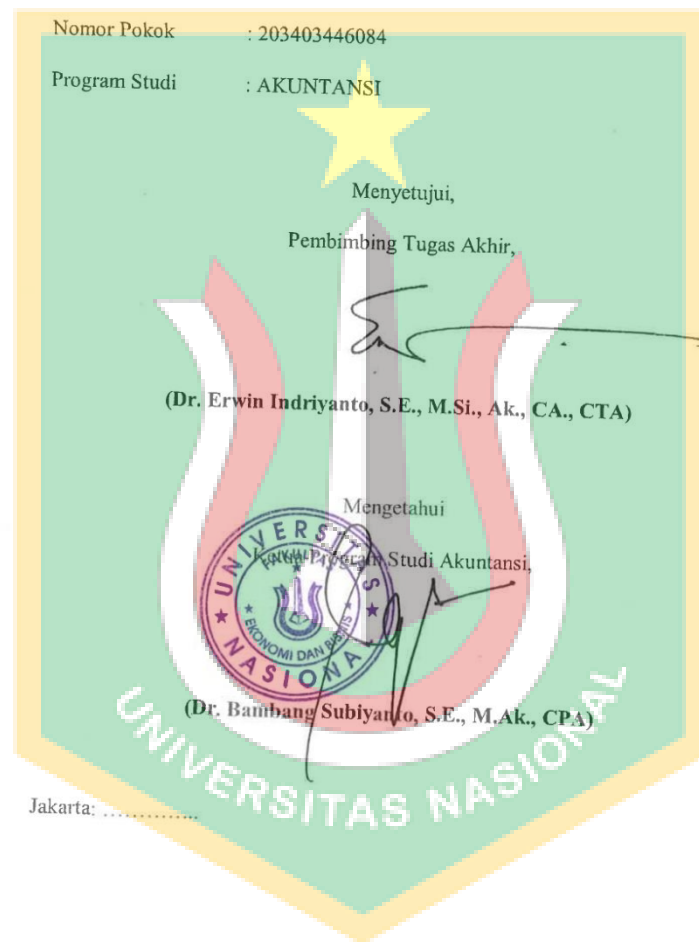 Nomor Pokok : 203403446084
Program Studi : AKUNTANSI
Menyetujui,
Pembimbing Tugas Akhir,
(Dr. Erwin Indriyanto, S.E., M.Si., Ak., CA., CTA)
Mengetahui
Ketua Program Studi Akuntansi,
UNIVERSITAS NASIONAL
FAKULTAS
EKONOMI DAN BISNIS
(Dr. Bambang Subiyanto, S.E., M.Ak., CPA)
UNIVERSITAS NASIONAL
Jakarta: .............